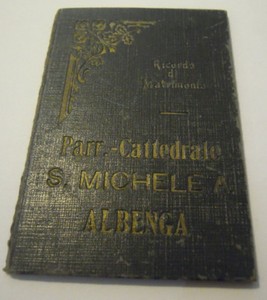 Ricordo
di
Matrimonio
Parr.-Cattedrale
S. MICHELE A.
ALBENGA